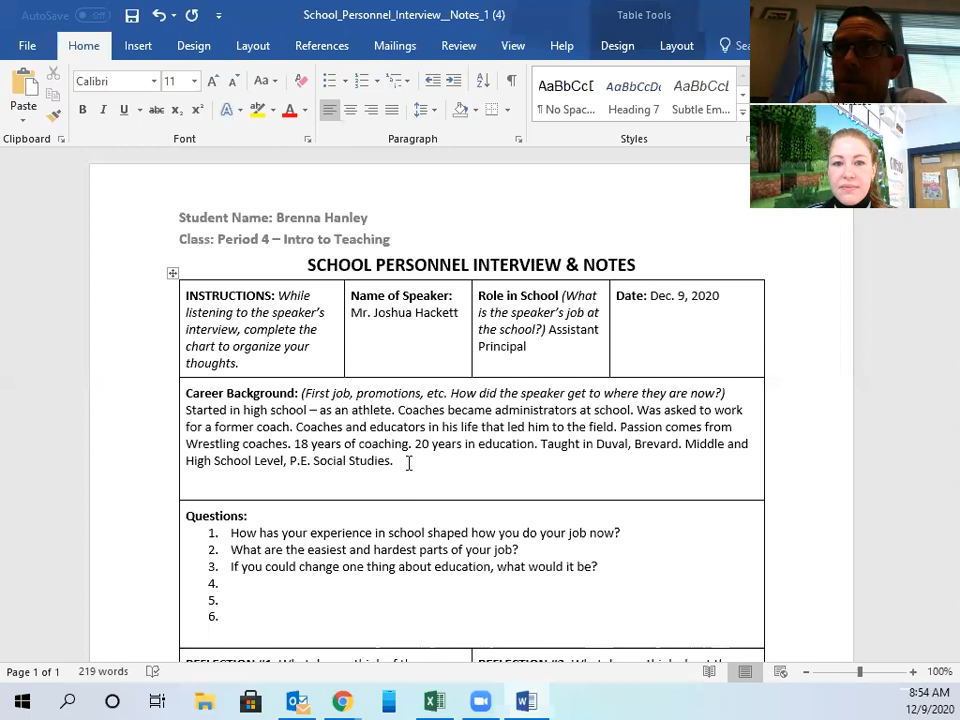 AutoSave Off
School_Personnel_Interview__Notes_1 (4)
Table Tools
File Home Insert Design Layout References Mailings Review View Help Design Layout Sea
Calibri 11 Aa
AaBbCcD AaBbCcDc AaBbCcD
Paste
¶ No Spac... Heading 7 Subtle Em...
Clipboard Font Paragraph Styles
Student Name: Brenna Hanley
Class: Period 4 – Intro to Teaching
SCHOOL PERSONNEL INTERVIEW & NOTES
INSTRUCTIONS: While
listening to the speaker's
interview, complete the
chart to organize your
thoughts.
Name of Speaker:
Mr. Joshua Hackett
Role in School (What
is the speaker's job at
the school?) Assistant
Principal
Date: Dec. 9, 2020
Career Background: (First job, promotions, etc. How did the speaker get to where they are now?)
Started in high school – as an athlete. Coaches became administrators at school. Was asked to work
for a former coach. Coaches and educators in his life that led him to the field. Passion comes from
Wrestling coaches. 18 years of coaching. 20 years in education. Taught in Duval, Brevard. Middle and
High School Level, P.E. Social Studies.
Questions:
1. How has your experience in school shaped how you do your job now?
2. What are the easiest and hardest parts of your job?
3. If you could change one thing about education, what would it be?
4.
5.
6.
Page 1 of 1 219 words 100%
8:54 AM
12/9/2020